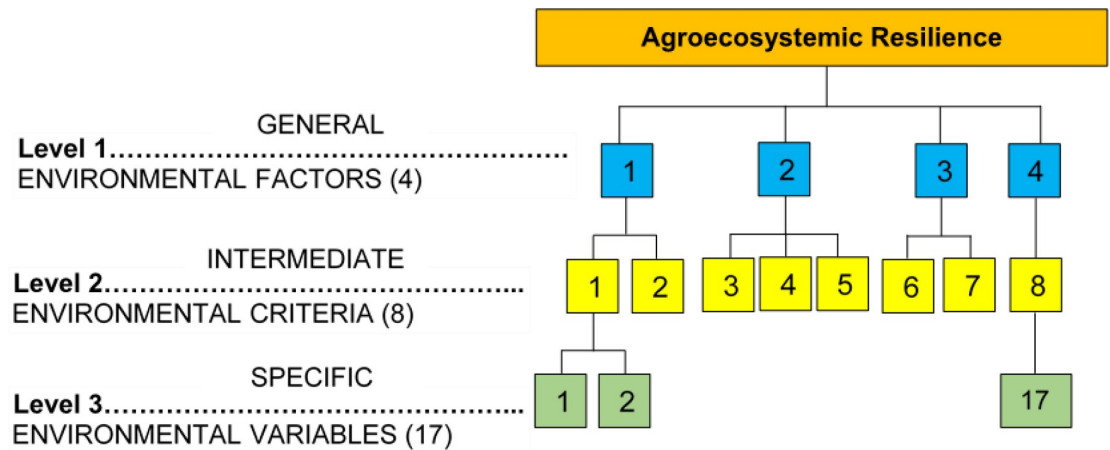 Agroecosystemic Resilience
GENERAL
Level 1……………………………………………….
ENVIRONMENTAL FACTORS (4)
1 2 3 4
INTERMEDIATE
Level 2…………………………………………...
ENVIRONMENTAL CRITERIA (8)
1 2 3 4 5 6 7 8
SPECIFIC
Level 3…………………………………………...
ENVIRONMENTAL VARIABLES (17)
1 2 17